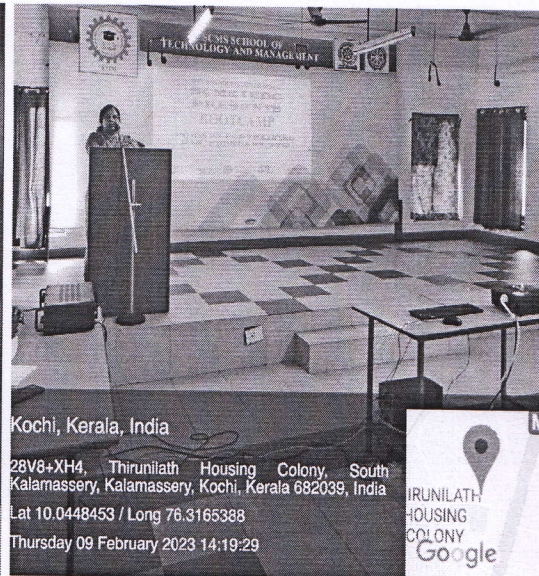 SCMS SCHOOL OF
TECHNOLOGY AND MANAGEMENT
BOOTCAMP
Kochi, Kerala, India
28V8+XH4, Thirunilath Housing Colony, South
Kalamassery, Kalamassery, Kochi, Kerala 682039, India
Lat 10.0448453 / Long 76.3165388
Thursday 09 February 2023 14:19:29
IRUNILATH
HOUSING
COLONY
Google